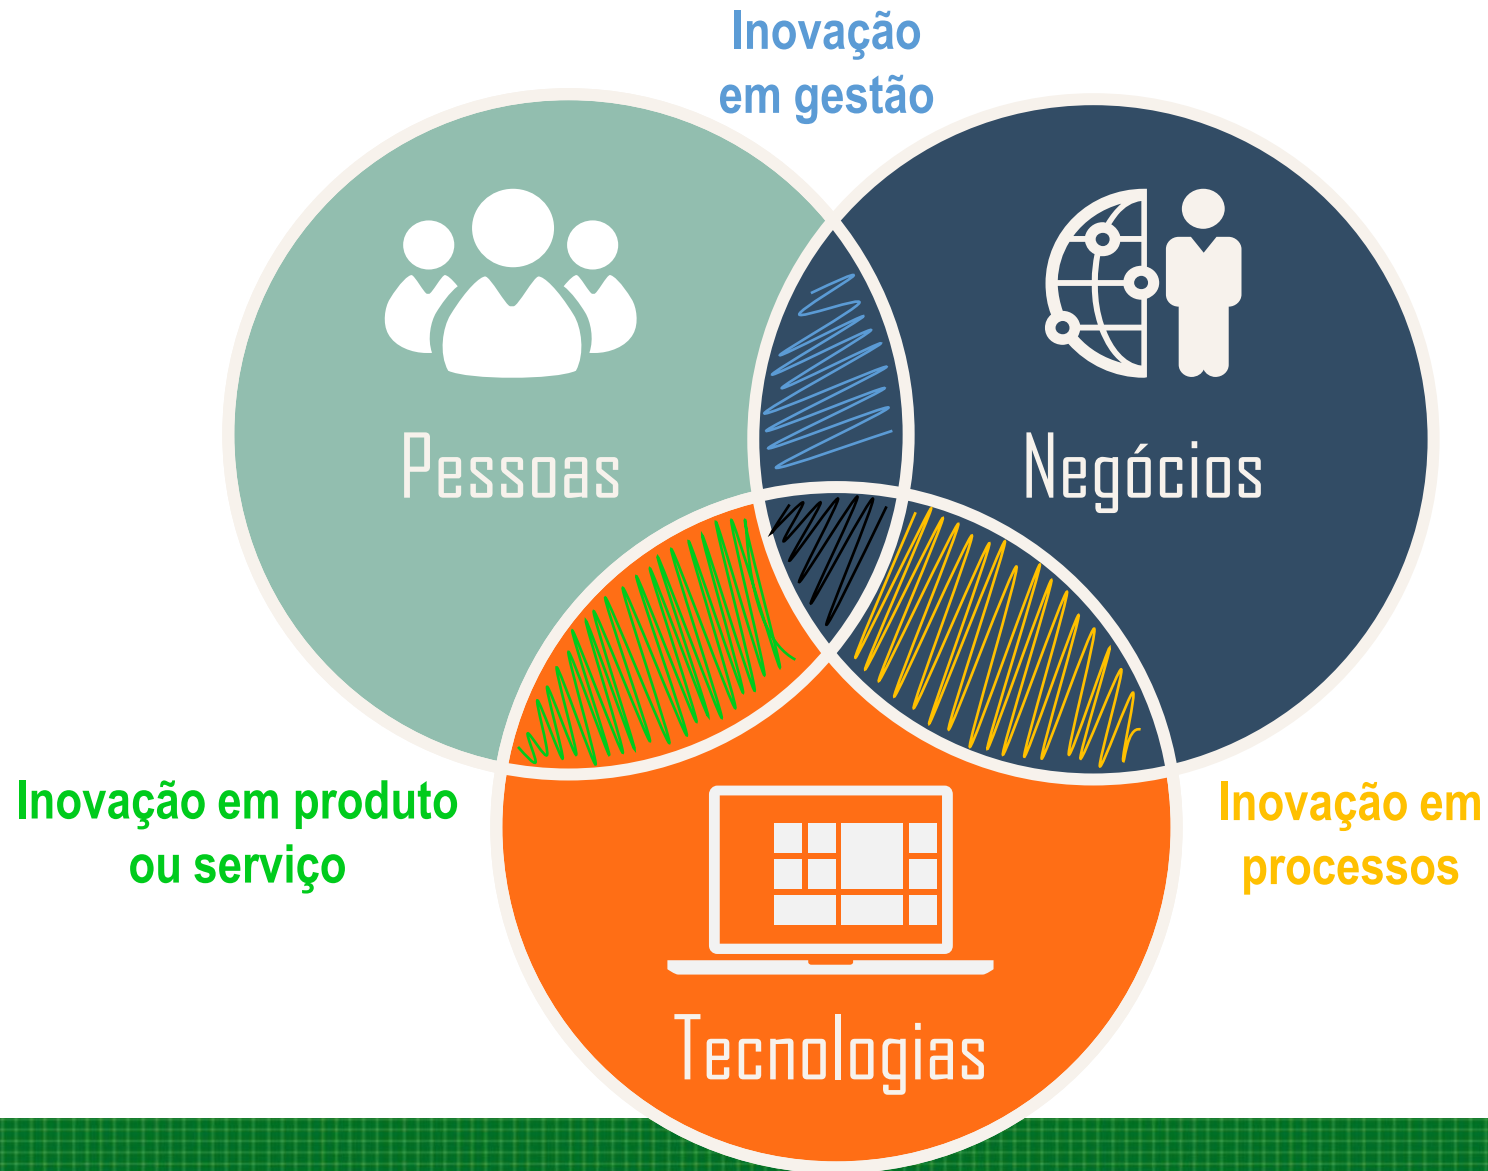 Inovação
em gestão
Pessoas
Negócios
Inovação em produto
ou serviço
Inovação em
processos
Tecnologias